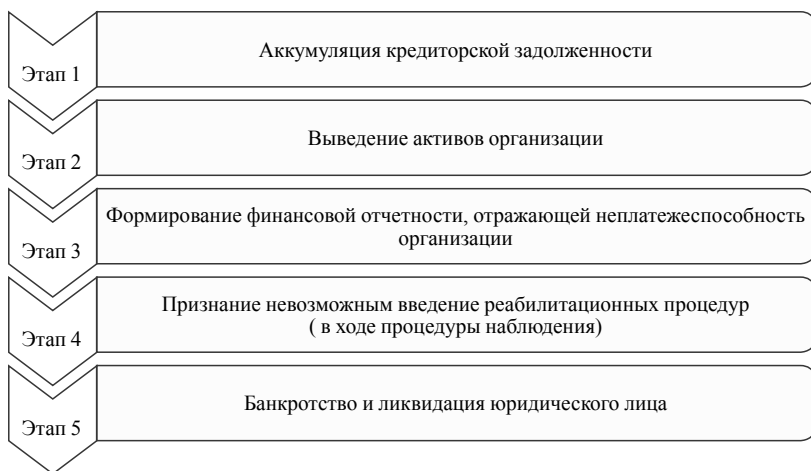 Этап 1
Аккумуляция кредиторской задолженности
Этап 2
Выведение активов организации
Этап 3
Формирование финансовой отчетности, отражающей неплатежеспособность
организации
Этап 4
Признание невозможным введение реабилитационных процедур
( в ходе процедуры наблюдения)
Этап 5
Банкротство и ликвидация юридического лица